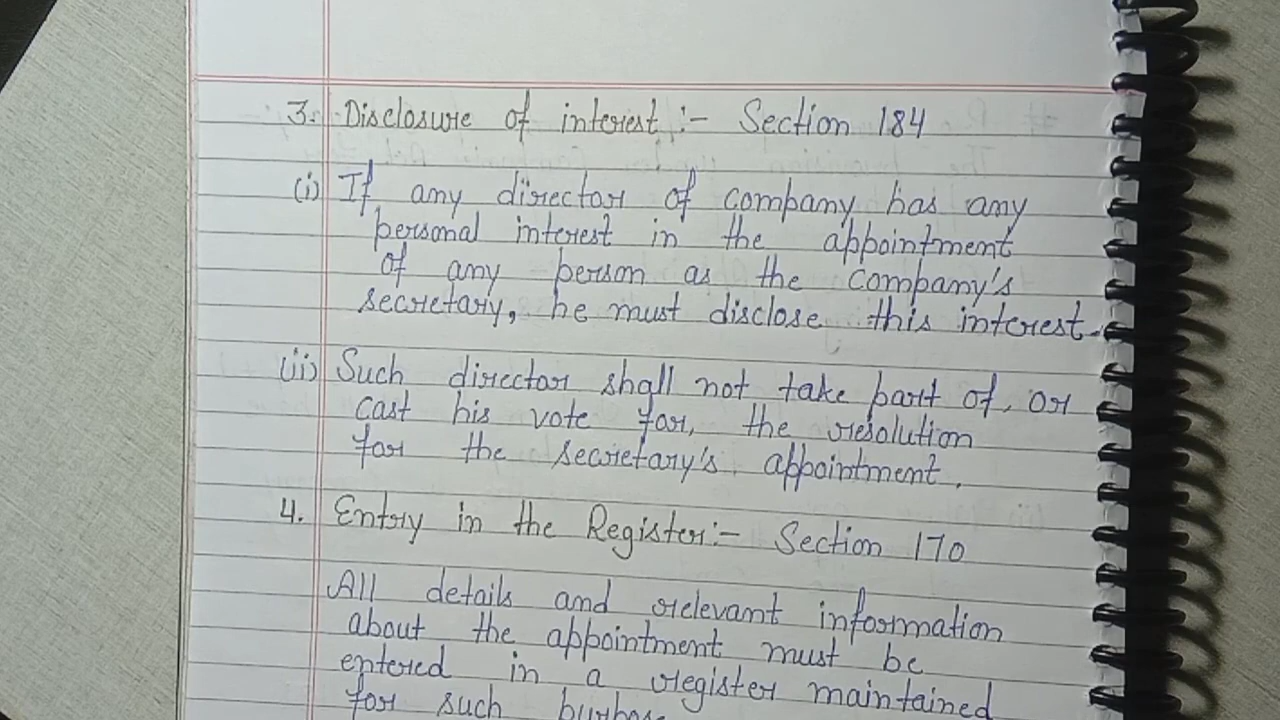 3. Disclosure of interest :- Section 184
(i) If any director of company has any
personal interest in the appointment
of any person as the company's
secretary, he must disclose this interest.
(ii) Such director shall not take part of, or
cast his vote for, the resolution
for the secretary's appointment.
4. Entry in the Register:- Section 170
All details and relevant information
about the appointment must be
entered in a register maintained
for such purpose